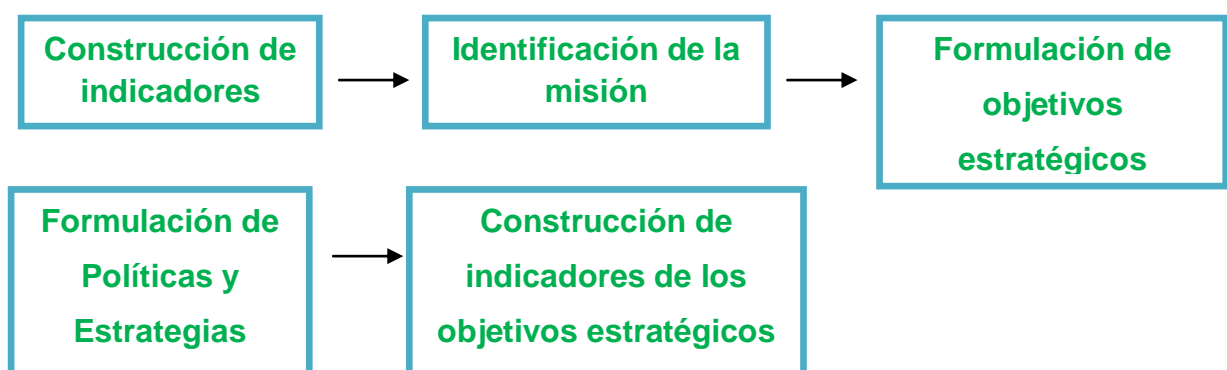 Construcción de
indicadores
Identificación de la
misión
Formulación de
objetivos
estratégicos
Formulación de
Políticas y
Estrategias
Construcción de
indicadores de los
objetivos estratégicos